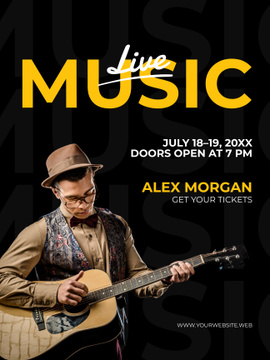 Live
MUSIC
JULY 18–19, 20XX
DOORS OPEN AT 7 PM
ALEX MORGAN
GET YOUR TICKETS
WWW.YOURWEBSITE.WEB